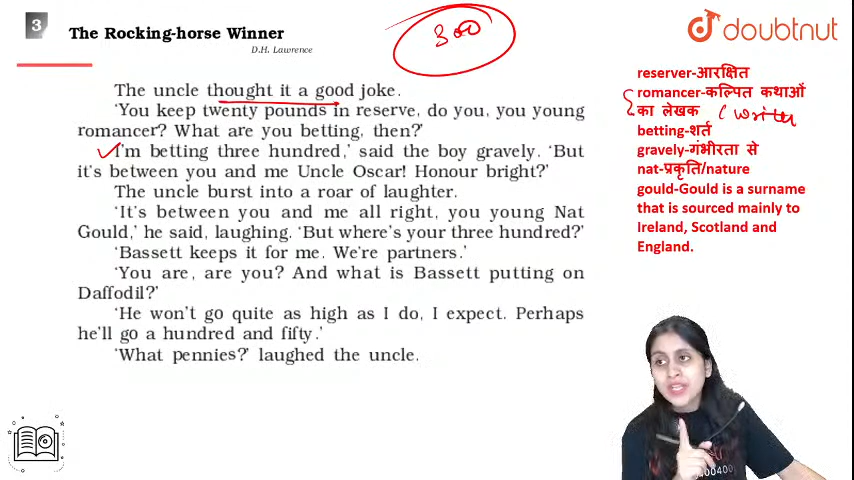 3
The Rocking-horse Winner
D.H. Lawrence
300
doubtnut
The uncle thought it a good joke.
‘You keep twenty pounds in reserve, do you, you young
romancer? What are you betting, then?’
‘I’m betting three hundred,’ said the boy gravely. ‘But
it’s between you and me Uncle Oscar! Honour bright?’
The uncle burst into a roar of laughter.
‘It’s between you and me all right, you young Nat
Gould,’ he said, laughing. ‘But where’s your three hundred?’
‘Bassett keeps it for me. We’re partners.’
‘You are, are you? And what is Bassett putting on
Daffodil?’
‘He won’t go quite as high as I do, I expect. Perhaps
he’ll go a hundred and fifty.’
‘What pennies?’ laughed the uncle.
reserver-आरक्षित
romancer-कल्पित कथाओं
का लेखक ( writer
betting-शर्त
gravely-गंभीरता से
nat-प्रकृति/nature
gould-Gould is a surname
that is sourced mainly to
Ireland, Scotland and
England.